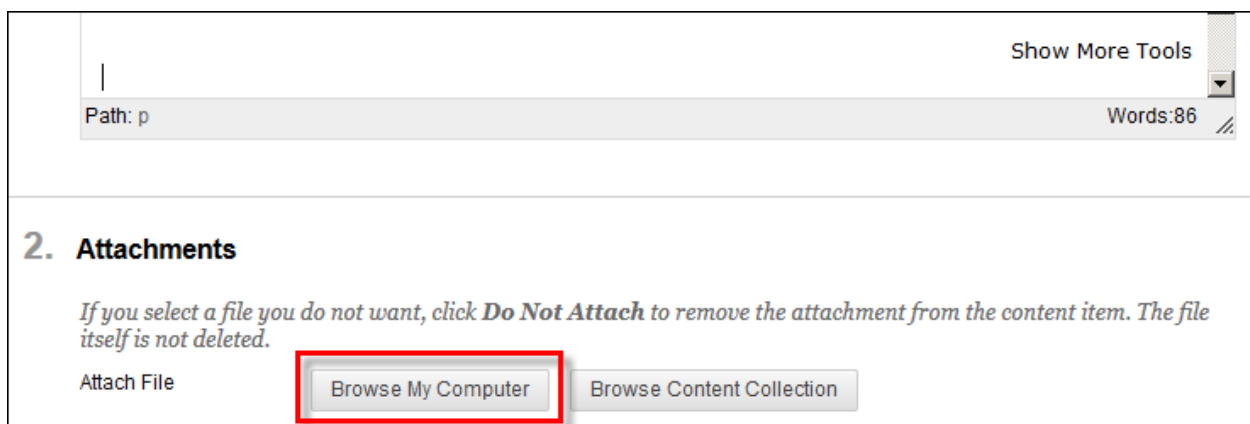 Show More Tools
Path: p Words:86
2. Attachments
If you select a file you do not want, click Do Not Attach to remove the attachment from the content item. The file
itself is not deleted.
Attach File Browse My Computer Browse Content Collection